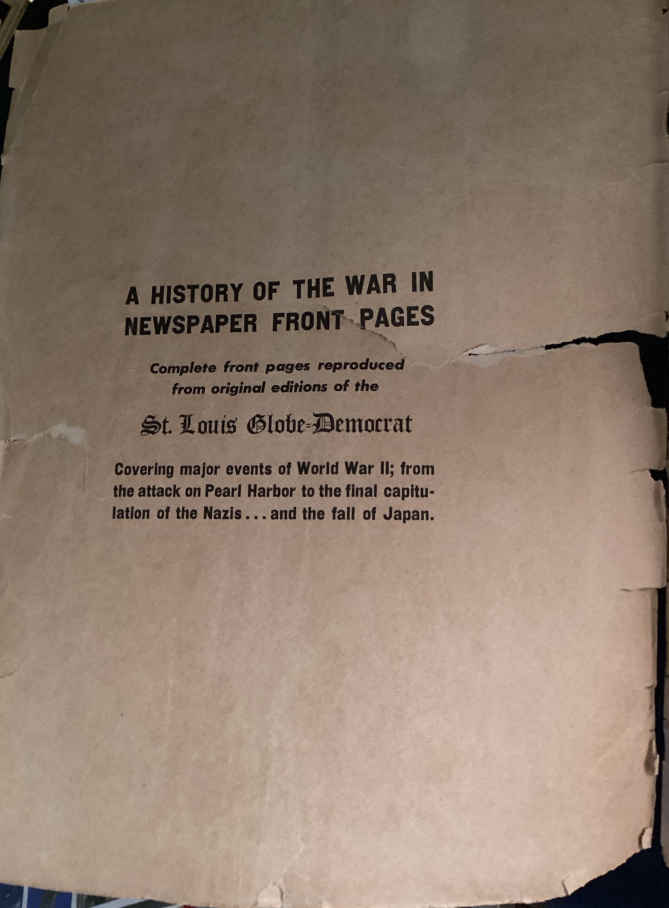 A HISTORY OF THE WAR IN
NEWSPAPER FRONT PAGES
Complete front pages reproduced
from original editions of the
St. Louis Globe-Democrat
Covering major events of World War II; from
the attack on Pearl Harbor to the final capitu-
lation of the Nazis...and the fall of Japan.